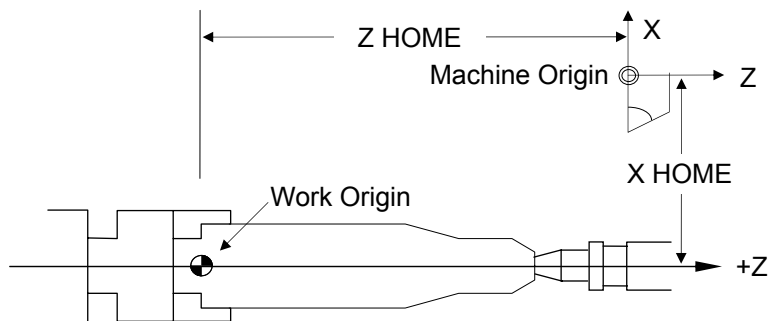 Z HOME
X
Machine Origin
Z
X HOME
Work Origin
+Z